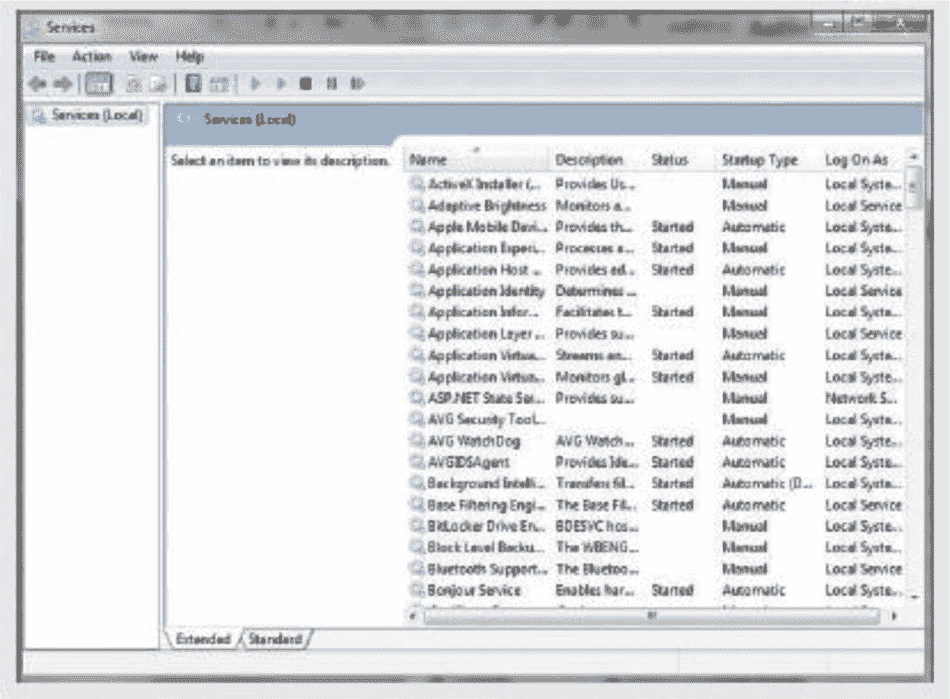 Services
File Action View Help
Services (Local)
Services (Local)
Select an item to view its description.
Name Description Status Startup Type Log On As
ActiveX Installer (... Provides Us... Manual Local Syste...
Adaptive Brightness Monitors a... Manual Local Service
Apple Mobile Devi... Provides th... Started Automatic Local Syste...
Application Experi... Processes a... Started Manual Local Syste...
Application Host ... Provides ad... Started Automatic Local Syste...
Application Identity Determines ... Manual Local Service
Application Infor... Facilitates t... Started Manual Local Syste...
Application Layer ... Provides su... Manual Local Service
Application Virtua... Streams an... Started Automatic Local Syste...
Application Virtua... Monitors gl... Started Manual Local Syste...
ASP.NET State Ser... Provides su... Manual Network S...
AVG Security Tool... Manual Local Syste...
AVG WatchDog AVG Watch ... Started Automatic Local Syste...
AVGIDSAgent Provides Ide... Started Automatic Local Syste...
Background Intelli... Transfers fil... Started Automatic (D... Local Syste...
Base Filtering Engi... The Base Fil... Started Automatic Local Service
BitLocker Drive En... BDESVC hos... Manual Local Syste...
Block Level Backu... The WBENG... Manual Local Syste...
Bluetooth Support... The Bluetoo... Manual Local Service
Bonjour Service Enables har... Started Automatic Local Syste...
Extended Standard